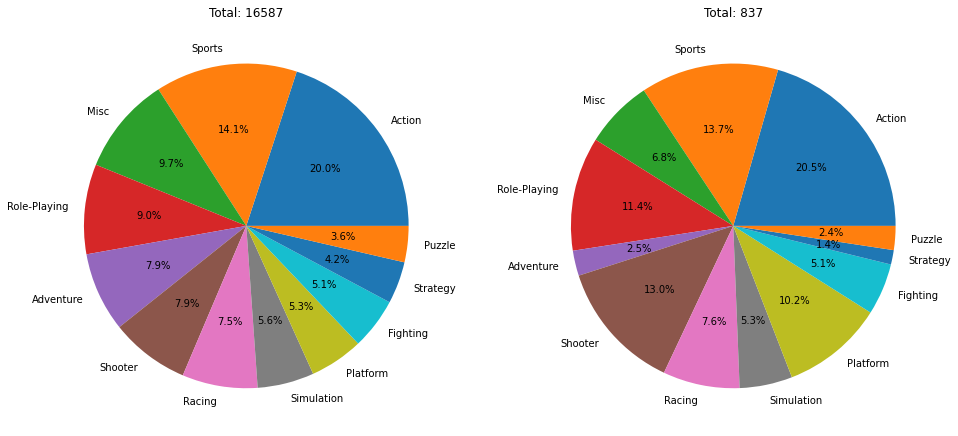 Total: 16587
Sports
Action
Misc
14.1%
20.0%
9.7%
Role-Playing
9.0%
3.6%
Puzzle
4.2%
Strategy
7.9%
5.1%
Adventure
7.9%
5.3%
7.5%
5.6%
Fighting
Shooter
Platform
Racing
Simulation
Total: 837
Sports
Action
Misc
13.7%
20.5%
6.8%
Role-Playing
11.4%
2.4%
Puzzle
1.4%
Strategy
2.5%
Adventure
5.1%
Fighting
13.0%
10.2%
7.6%
5.3%
Shooter
Platform
Racing
Simulation